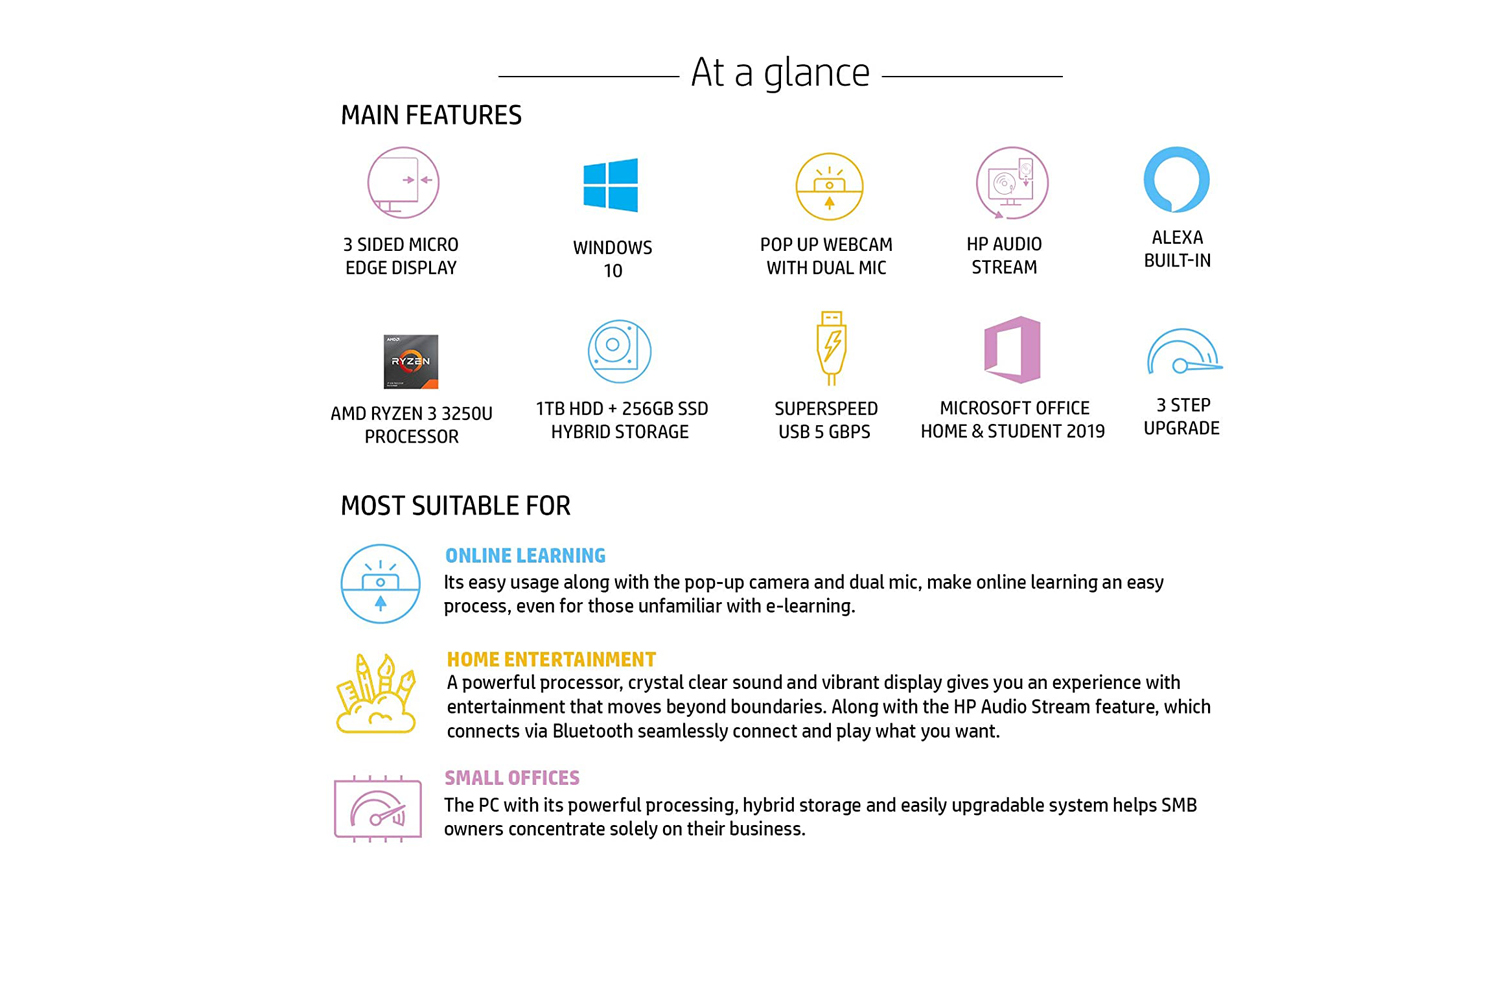 At a glance
MAIN FEATURES
3 SIDED MICRO
EDGE DISPLAY
WINDOWS
10
POP UP WEBCAM
WITH DUAL MIC
HP AUDIO
STREAM
ALEXA
BUILT-IN
AMD
RYZEN
AMD RYZEN 3 3250U
PROCESSOR
1TB HDD + 256GB SSD
HYBRID STORAGE
SUPERSPEED
USB 5 GBPS
MICROSOFT OFFICE
HOME & STUDENT 2019
3 STEP
UPGRADE
MOST SUITABLE FOR
ONLINE LEARNING
Its easy usage along with the pop-up camera and dual mic, make online learning an easy
process, even for those unfamiliar with e-learning.
HOME ENTERTAINMENT
A powerful processor, crystal clear sound and vibrant display gives you an experience with
entertainment that moves beyond boundaries. Along with the HP Audio Stream feature, which
connects via Bluetooth seamlessly connect and play what you want.
SMALL OFFICES
The PC with its powerful processing, hybrid storage and easily upgradable system helps SMB
owners concentrate solely on their business.